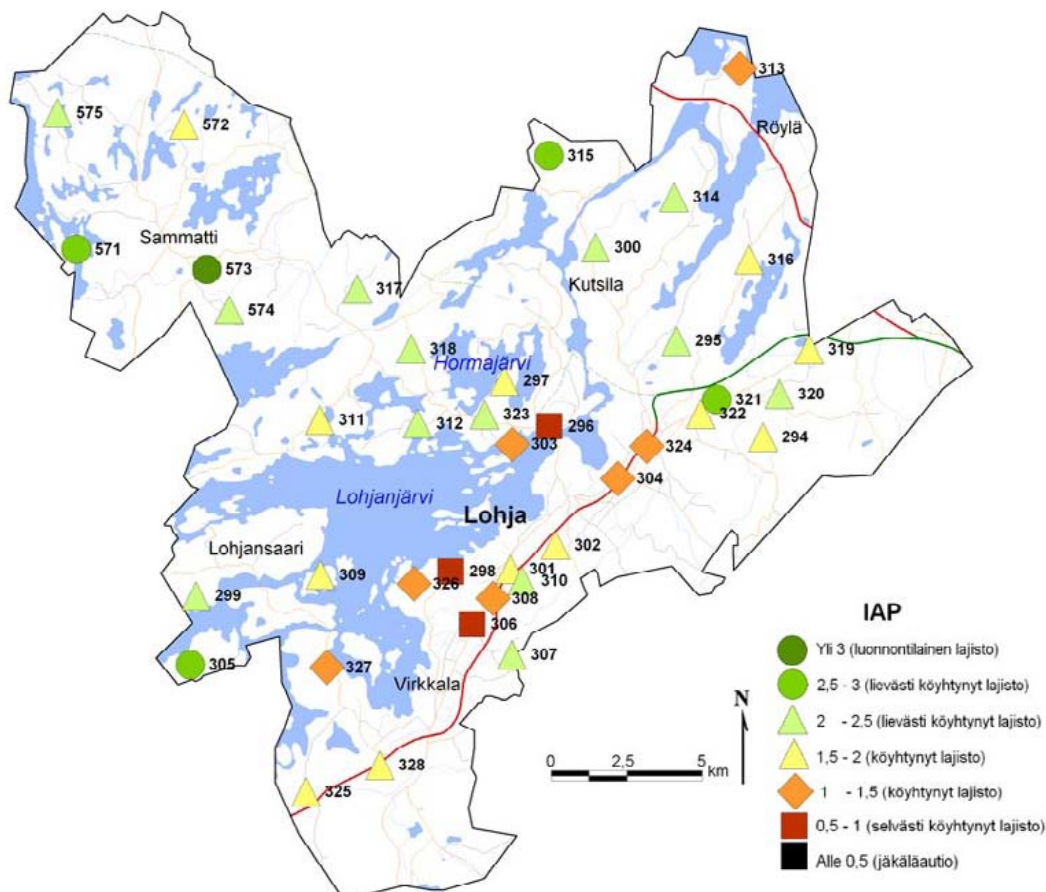 313
575
572
Röylä
315
314
571
Sammatti
300
316
573
Kutsila
317
574
295
319
318
Hormajärvi
297
321
320
311
312
323
296
322
303
324
294
304
Lohjanjärvi
Lohja
302
Lohjansaari
309
298
301
326
310
299
308
306
305
307
327
Virkkala
328
325
IAP
Yli 3 (luonnontilainen lajisto)
2,5 - 3 (lievästi köyhtynyt lajisto)
2 - 2,5 (lievästi köyhtynyt lajisto)
1,5 - 2 (köyhtynyt lajisto)
1 - 1,5 (köyhtynyt lajisto)
0,5 - 1 (selvästi köyhtynyt lajisto)
Alle 0,5 (jäkäläautio)
N
0 2,5 5
km